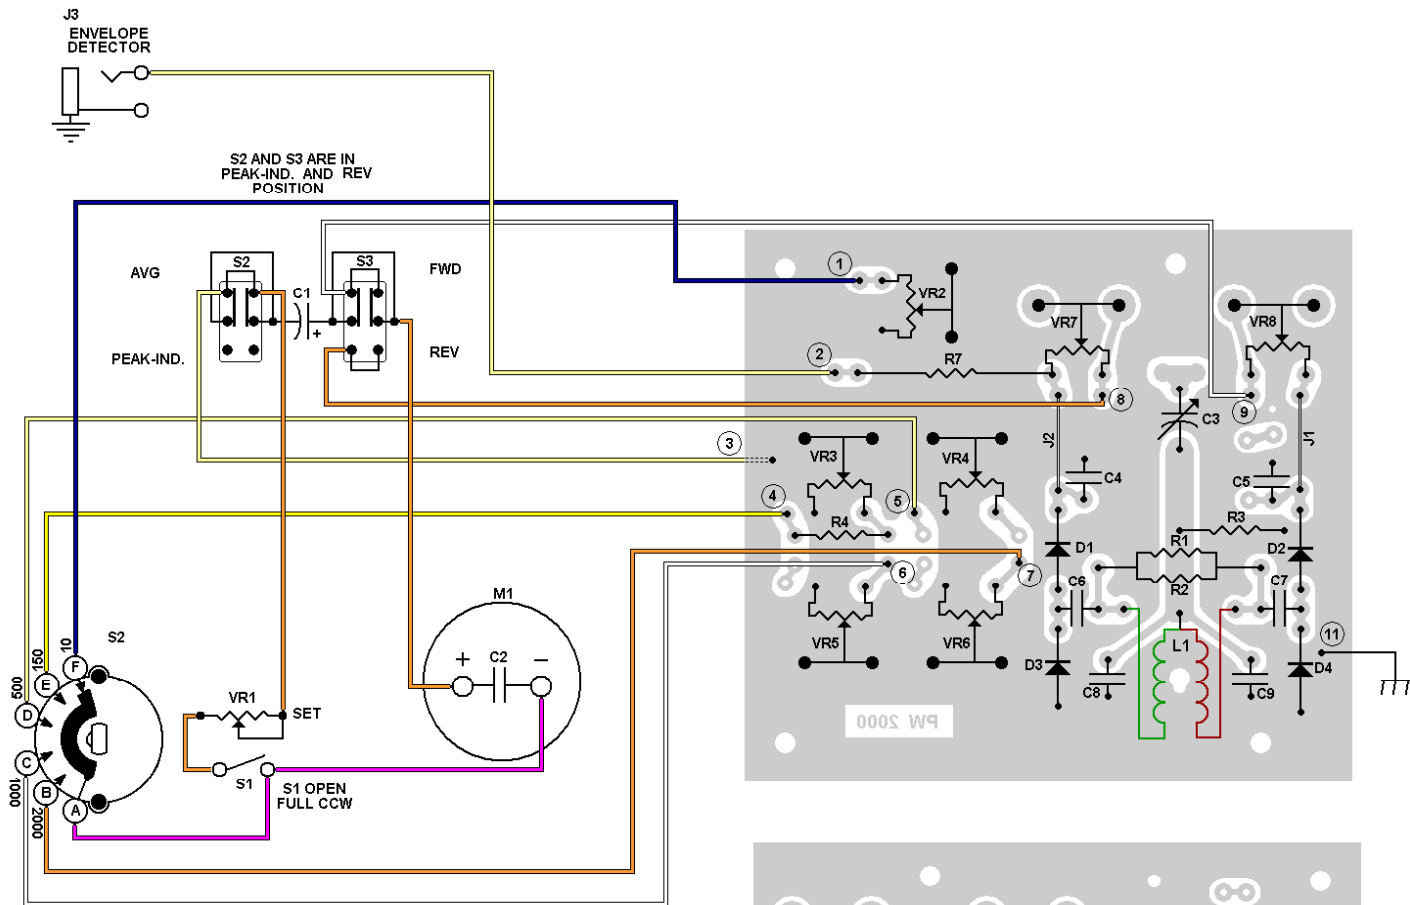 J3
ENVELOPE
DETECTOR
S2 AND S3 ARE IN
PEAK-IND. AND REV
POSITION
AVG
S2
C1
+
S3
FWD
PEAK-IND.
REV
1
VR2
2
R7
VR7
VR8
8
9
C3
3
VR3
VR4
J2
J1
C4
C5
4
5
R4
R3
R1
D1
D2
6
7
R2
C6
C7
M1
VR5
VR6
L1
11
S2
10
150
500
1000
2000
F
E
D
C
B
A
+
C2
−
D3
D4
C8
C9
VR1
SET
S1
S1 OPEN
FULL CCW
PW 2000